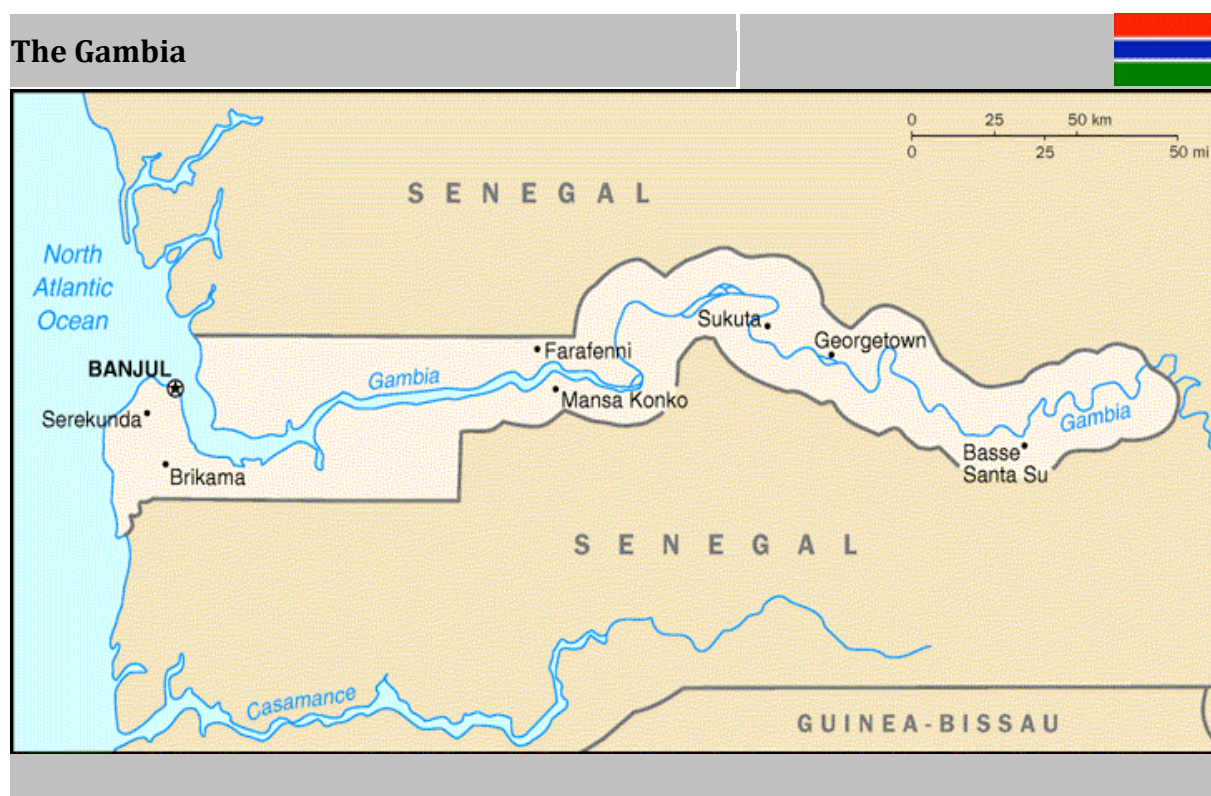 The Gambia
0 25 50 km
0 25 50 mi
SENEGAL
North
Atlantic
Ocean
Sukuta
Georgetown
Farafenni
BANJUL
Gambia
Mansa Konko
Serekunda
Gambia
Basse
Santa Su
Brikama
SENEGAL
Casamance
GUINEA-BISSAU